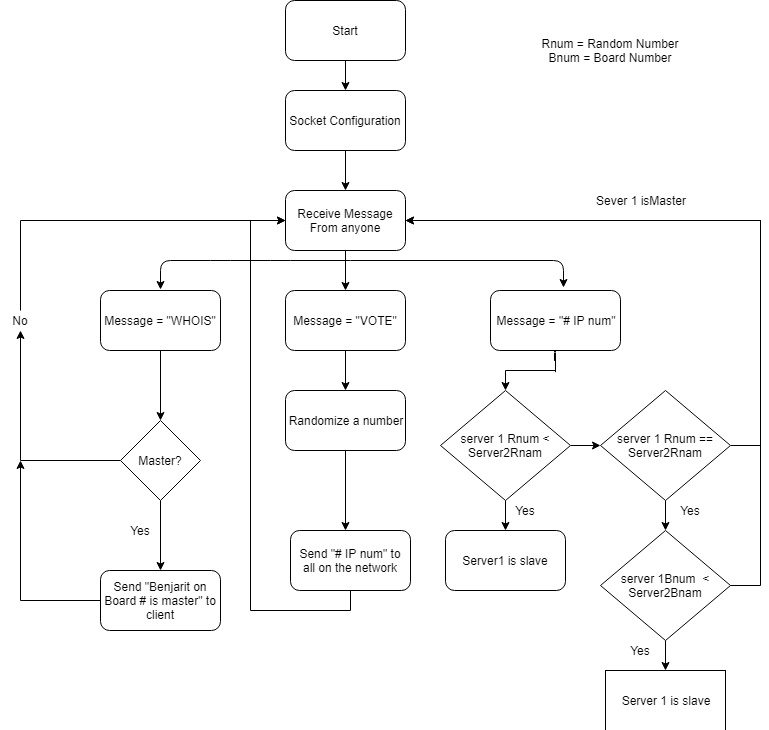 Start
Rnum = Random Number
Bnum = Board Number
Socket Configuration
Receive Message
From anyone
Sever 1 isMaster
No
Message = "WHOIS"
Message = "VOTE"
Message = "# IP num"
Randomize a number
Master?
server 1 Rnum <
Server2Rnam
server 1 Rnum ==
Server2Rnam
Yes
Yes
Yes
Send "Benjarit on
Board # is master" to
client
Send "# IP num" to
all on the network
Server1 is slave
server 1Bnum <
Server2Bnam
Yes
Server 1 is slave